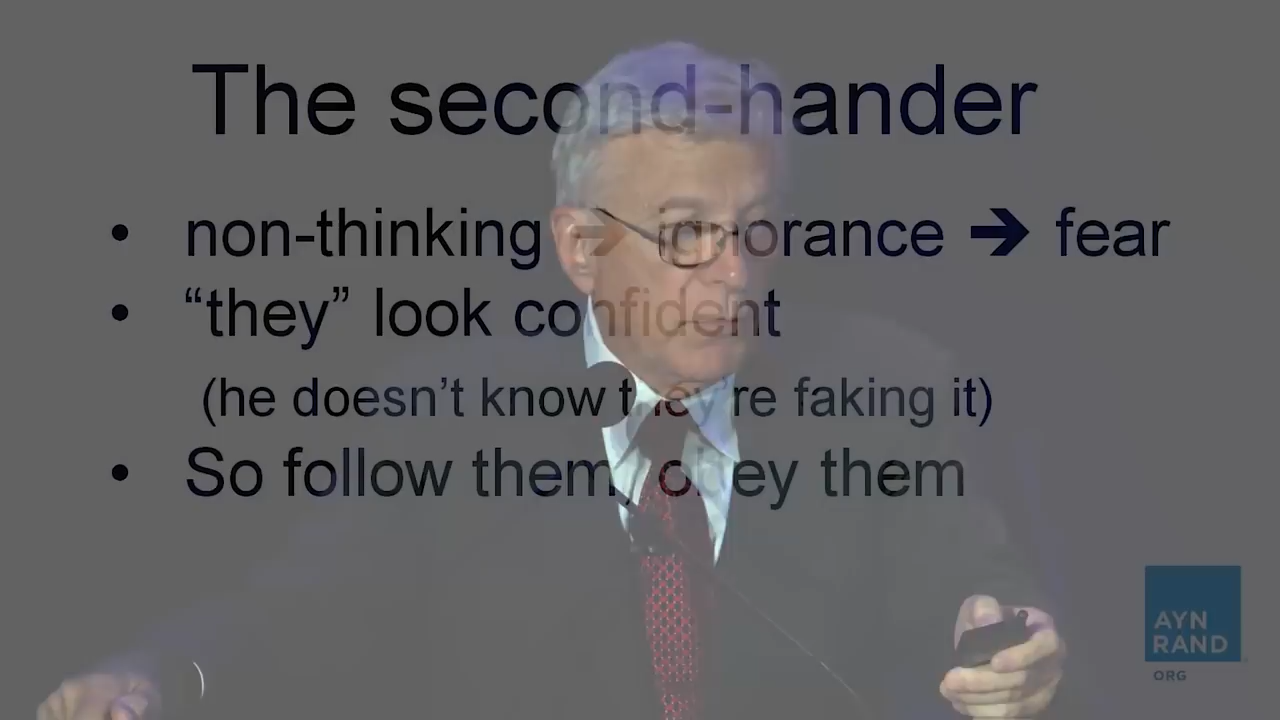 The second-hander
• non-thinking ➔ ignorance ➔ fear
• “they” look confident
(he doesn’t know they’re faking it)
• So follow them, obey them
AYN
RAND
ORG